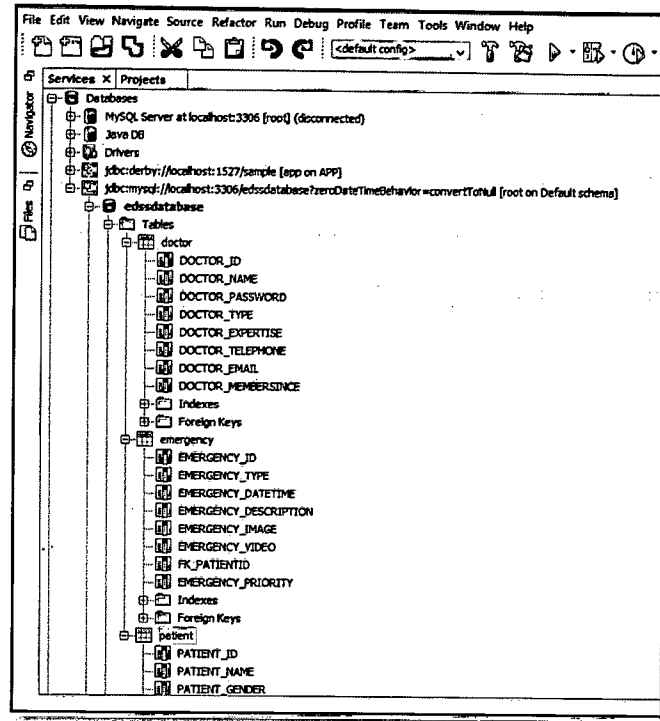 File Edit View Navigate Source Refactor Run Debug Profile Team Tools Window Help
<default config>
Services × Projects
Navigator
Files
Databases
MySQL Server at localhost:3306 [root] (disconnected)
Java DB
Drivers
jdbc:derby://localhost:1527/sample [app on APP]
jdbc:mysql://localhost:3306/edssdatabase?zeroDateTimeBehavior=convertToNull [root on Default schema]
edssdatabase
Tables
doctor
DOCTOR_ID
DOCTOR_NAME
DOCTOR_PASSWORD
DOCTOR_TYPE
DOCTOR_EXPERTISE
DOCTOR_TELEPHONE
DOCTOR_EMAIL
DOCTOR_MEMBERSINCE
Indexes
Foreign Keys
emergency
EMERGENCY_ID
EMERGENCY_TYPE
EMERGENCY_DATETIME
EMERGENCY_DESCRIPTION
EMERGENCY_IMAGE
EMERGENCY_VIDEO
FK_PATIENTID
EMERGENCY_PRIORITY
Indexes
Foreign Keys
patient
PATIENT_ID
PATIENT_NAME
PATIENT_GENDER